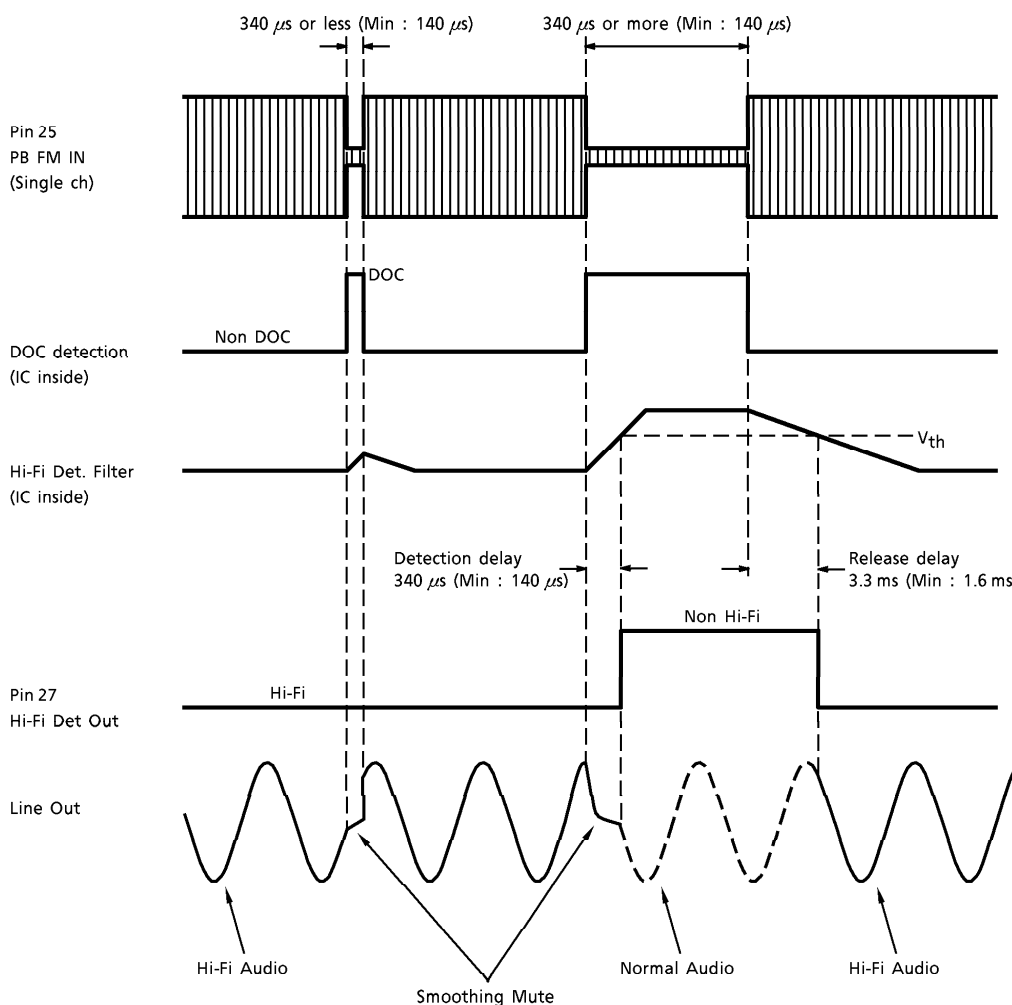 340 μs or less (Min : 140 μs)
340 μs or more (Min : 140 μs)
Pin 25
PB FM IN
(Single ch)
DOC
Non DOC
DOC detection
(IC inside)
Vth
Hi-Fi Det. Filter
(IC inside)
Detection delay
340 μs (Min : 140 μs)
Release delay
3.3 ms (Min : 1.6 ms
Non Hi-Fi
Hi-Fi
Pin 27
Hi-Fi Det Out
Line Out
Hi-Fi Audio
Normal Audio
Hi-Fi Audio
Smoothing Mute